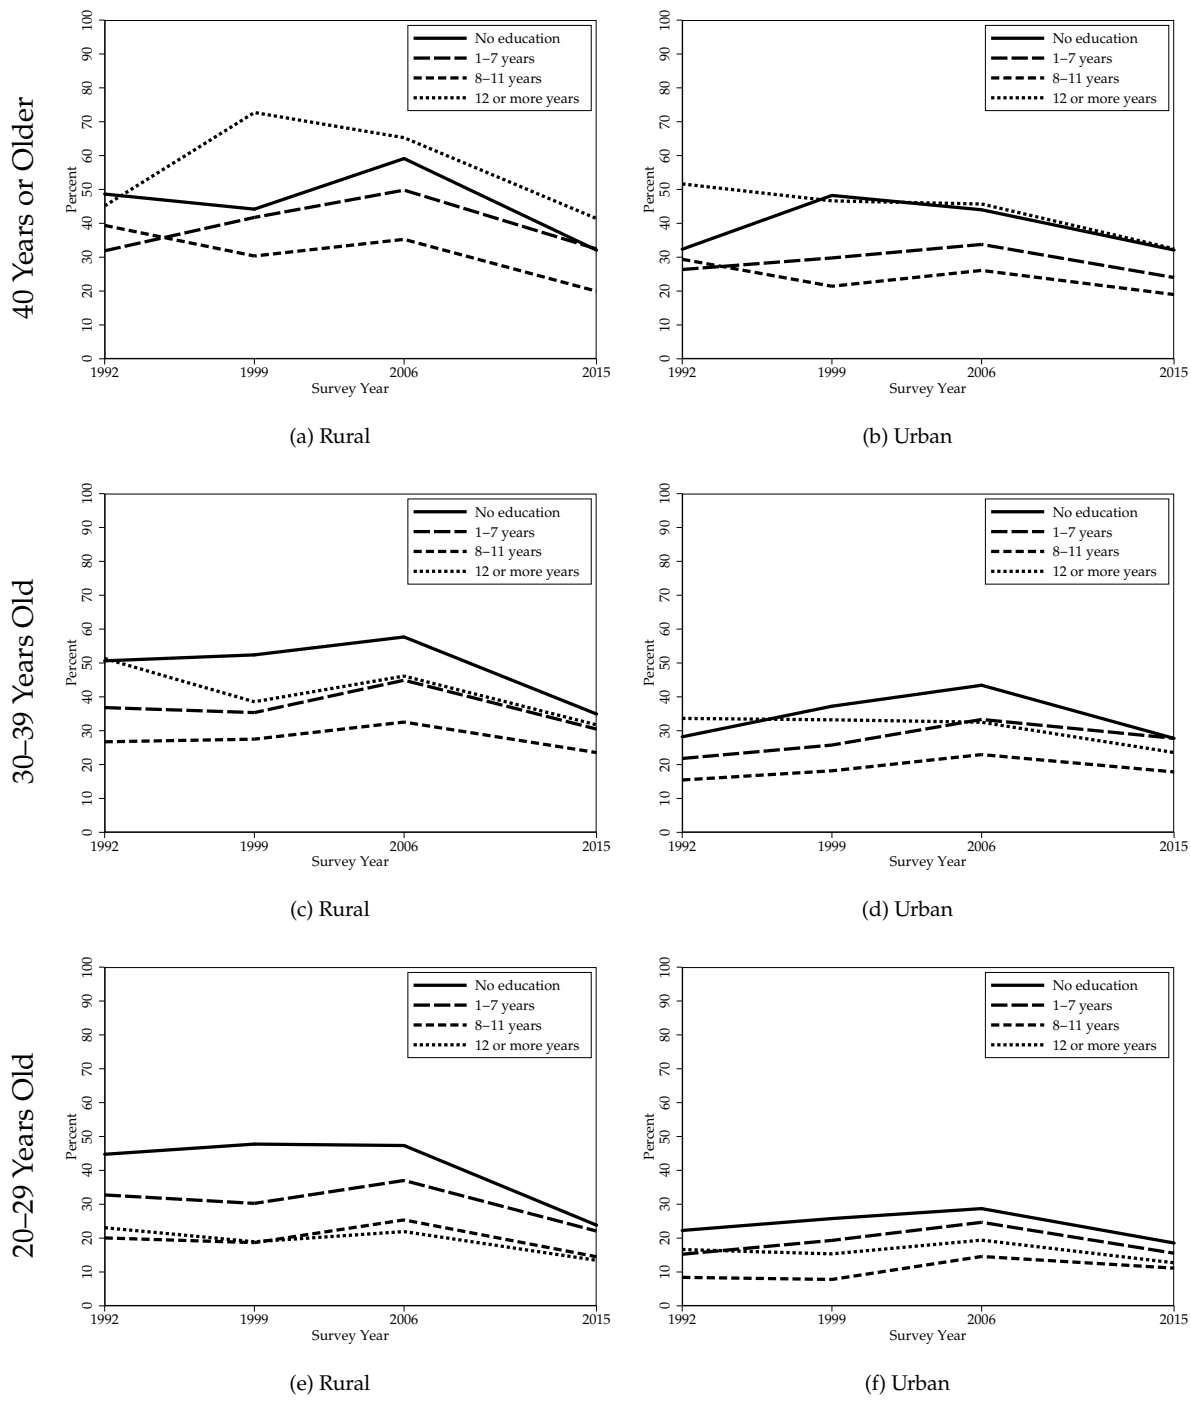 40 Years or Older
Percent
0 10 20 30 40 50 60 70 80 90 100
No education
1–7 years
8–11 years
12 or more years
1992 1999 2006 2015
Survey Year
(a) Rural
Percent
0 10 20 30 40 50 60 70 80 90 100
No education
1–7 years
8–11 years
12 or more years
1992 1999 2006 2015
Survey Year
(b) Urban
30–39 Years Old
Percent
0 10 20 30 40 50 60 70 80 90 100
No education
1–7 years
8–11 years
12 or more years
1992 1999 2006 2015
Survey Year
(c) Rural
Percent
0 10 20 30 40 50 60 70 80 90 100
No education
1–7 years
8–11 years
12 or more years
1992 1999 2006 2015
Survey Year
(d) Urban
20–29 Years Old
Percent
0 10 20 30 40 50 60 70 80 90 100
No education
1–7 years
8–11 years
12 or more years
1992 1999 2006 2015
Survey Year
(e) Rural
Percent
0 10 20 30 40 50 60 70 80 90 100
No education
1–7 years
8–11 years
12 or more years
1992 1999 2006 2015
Survey Year
(f) Urban